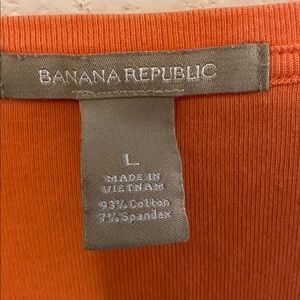 BANANA REPUBLIC
L
MADE IN
VIETNAM
93% Cotton
7% Spandex